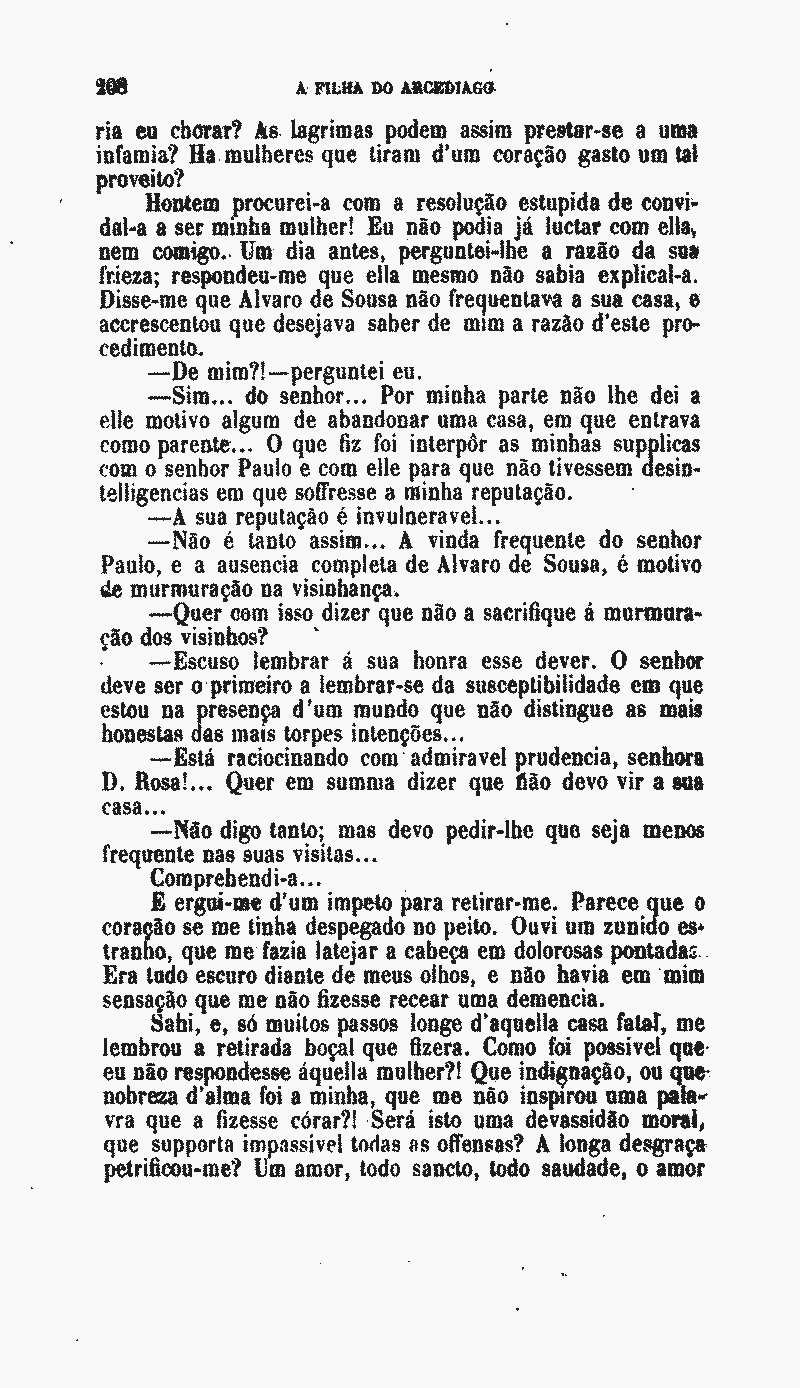 208 A FILHA DO ARCEDIAGO
ria eu chorar? As lagrimas podem assim prestar-se a uma
infamia? Ha mulheres que tiram d'um coração gasto um tal
proveito?
Hontem procurei-a com a resolução estupida de convi-
dal-a a ser minha mulher! Eu não podia já luctar com ella,
nem comigo. Um dia antes, perguntei-lhe a razão da sua
frieza; respondeu-me que ella mesmo não sabia explical-a.
Disse-me que Alvaro de Sousa não frequentava a sua casa, e
accrescentou que desejava saber de mim a razão d'este pro-
cedimento.
—De mim?!—perguntei eu.
—Sim... do senhor... Por minha parte não lhe dei a
elle motivo algum de abandonar uma casa, em que entrava
como parente... O que fiz foi interpôr as minhas supplicas
com o senhor Paulo e com elle para que não tivessem desin-
telligencias em que soffresse a minha reputação.
—A sua reputação é invulneravel...
—Não é tanto assim... A vinda frequente do senhor
Paulo, e a ausencia completa de Alvaro de Sousa, é motivo
de murmuração na visinhança.
—Quer com isso dizer que não a sacrifique á murmura-
ção dos visinhos?
—Escuso lembrar á sua honra esse dever. O senhor
deve ser o primeiro a lembrar-se da susceptibilidade em que
estou na presença d'um mundo que não distingue as mais
honestas das mais torpes intenções...
—Está raciocinando com admiravel prudencia, senhora
D. Rosa!... Quer em summa dizer que não devo vir a sua
casa...
—Não digo tanto; mas devo pedir-lhe que seja menos
frequente nas suas visitas...
Comprehendi-a...
E ergui-me d'um impeto para retirar-me. Parece que o
coração se me tinha despegado no peito. Ouvi um zunido es-
tranho, que me fazia latejar a cabeça em dolorosas pontadas.
Era tudo escuro diante de meus olhos, e não havia em mim
sensação que me não fizesse recear uma demencia.
Sahi, e, só muitos passos longe d'aquella casa fatal, me
lembrou a retirada boçal que fizera. Como foi possivel que
eu não respondesse áquella mulher?! Que indignação, ou que
nobreza d'alma foi a minha, que me não inspirou uma pala-
vra que a fizesse córar?! Será isto uma devassidão moral,
que supporta impassivel todas as offensas? A longa desgraça
petrificou-me? Um amor, todo sancto, todo saudade, o amor